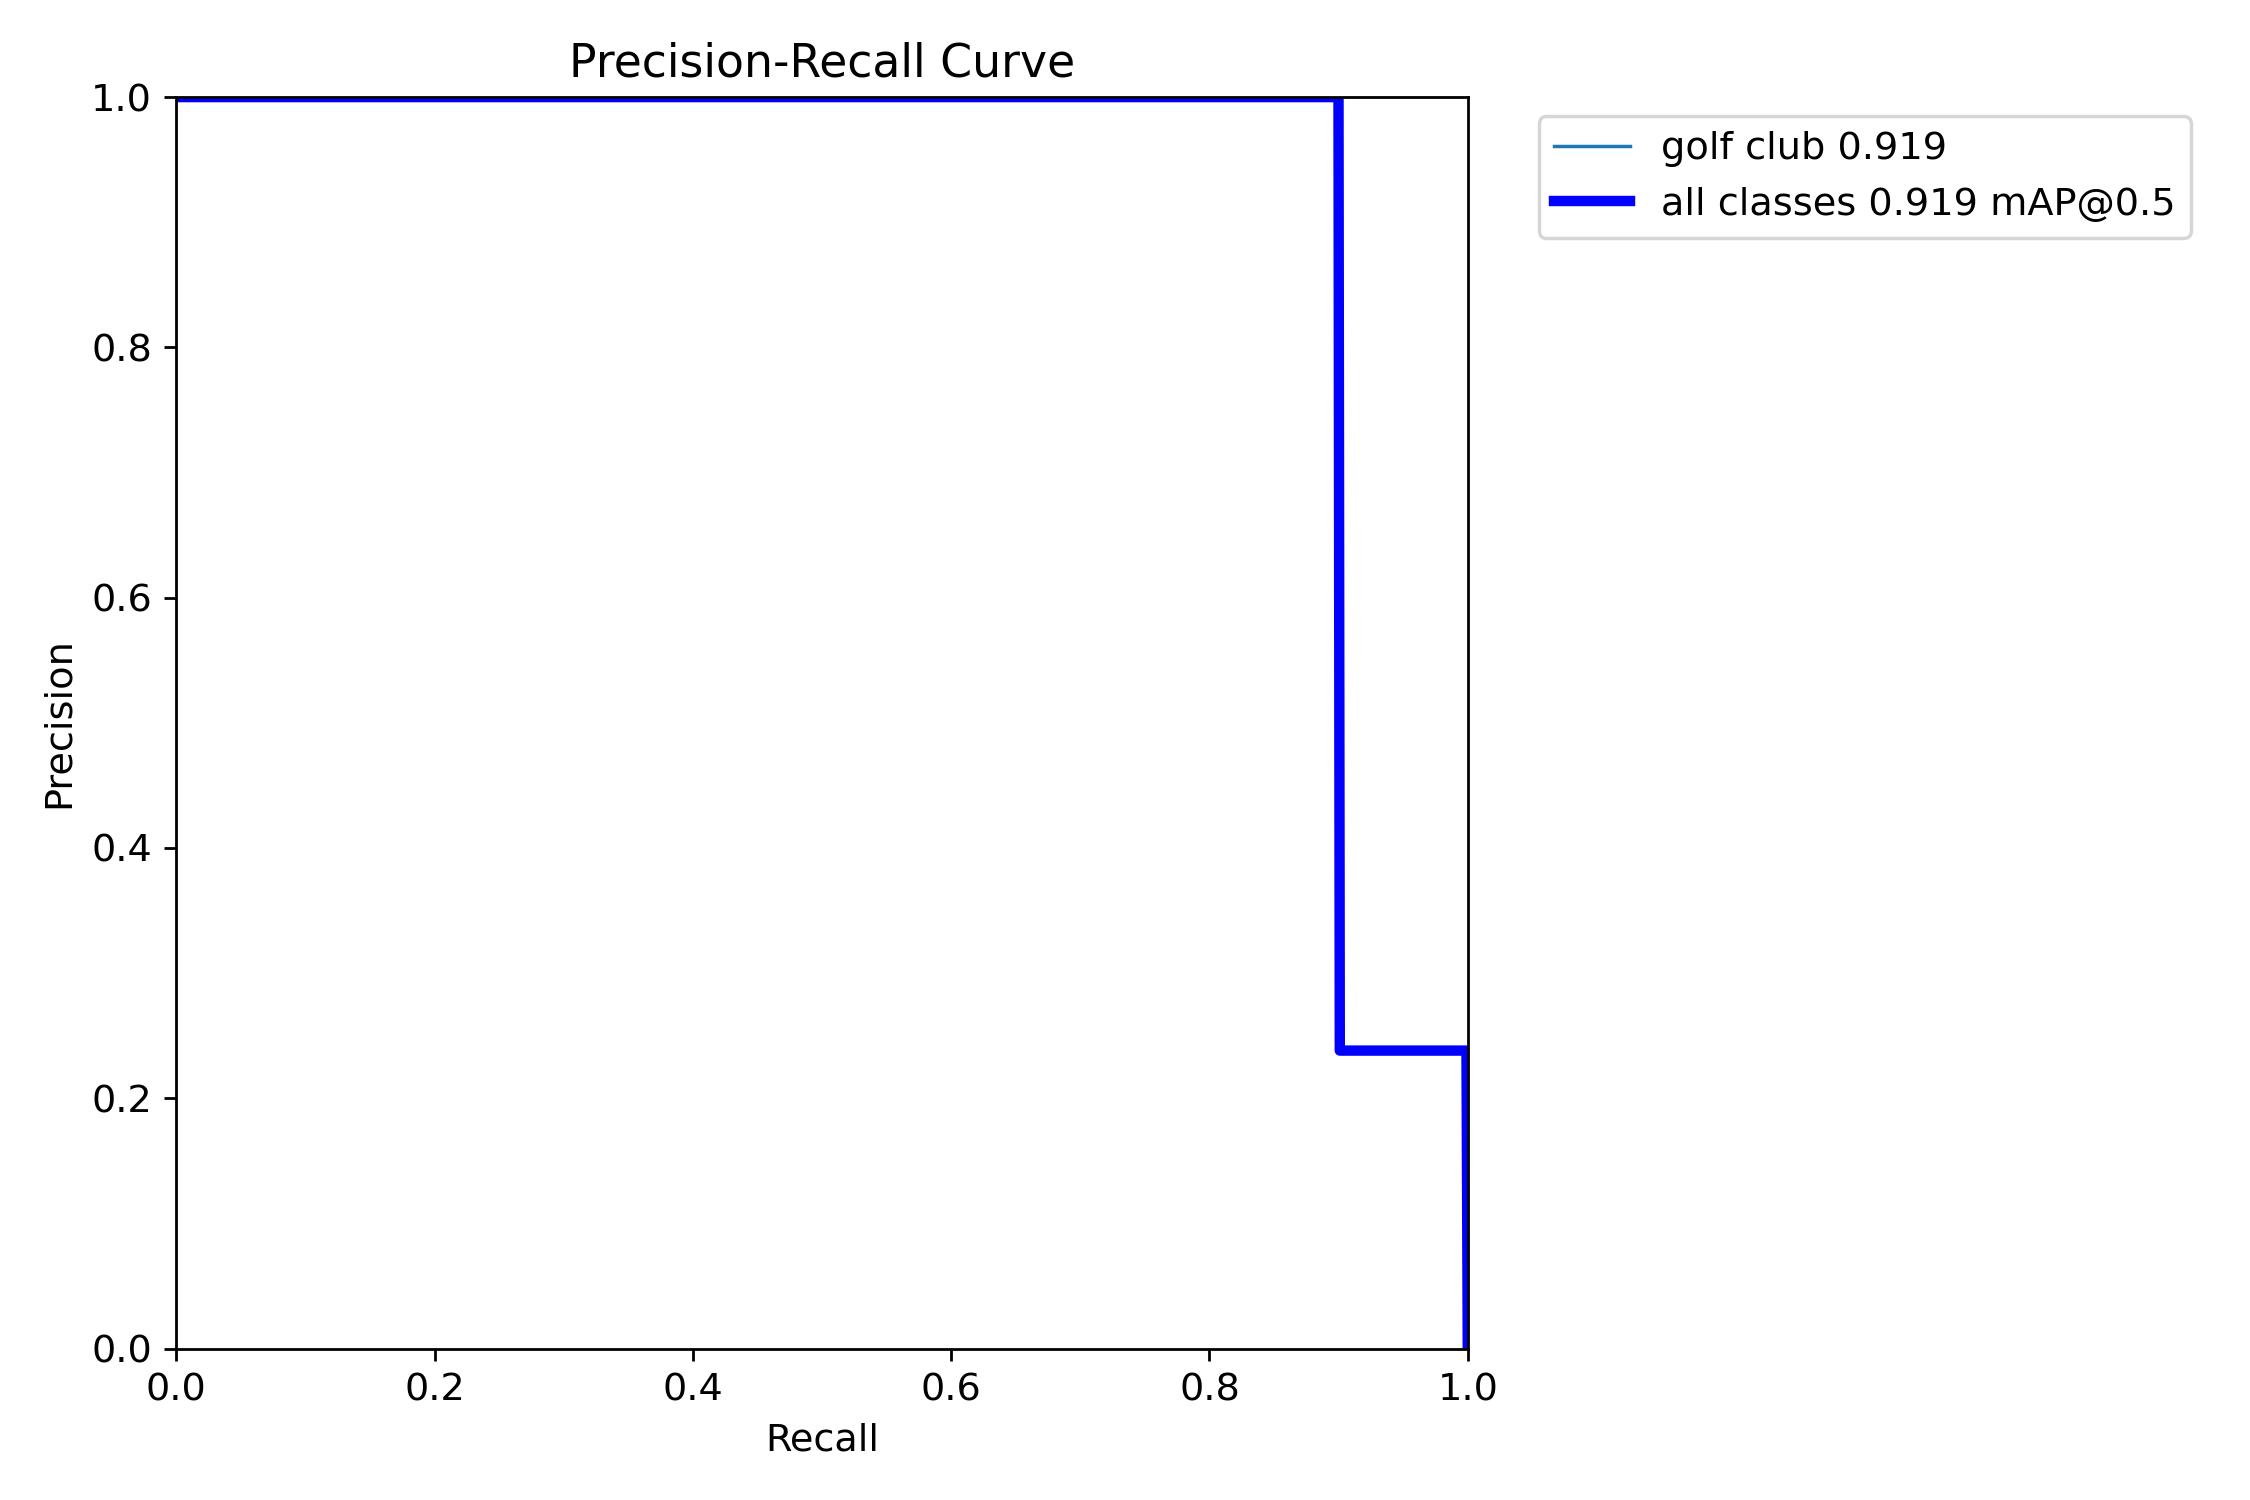 Precision-Recall Curve
1.0
0.8
0.6
0.4
0.2
0.0
Precision
0.0 0.2 0.4 0.6 0.8 1.0
Recall
golf club 0.919
all classes 0.919 mAP@0.5